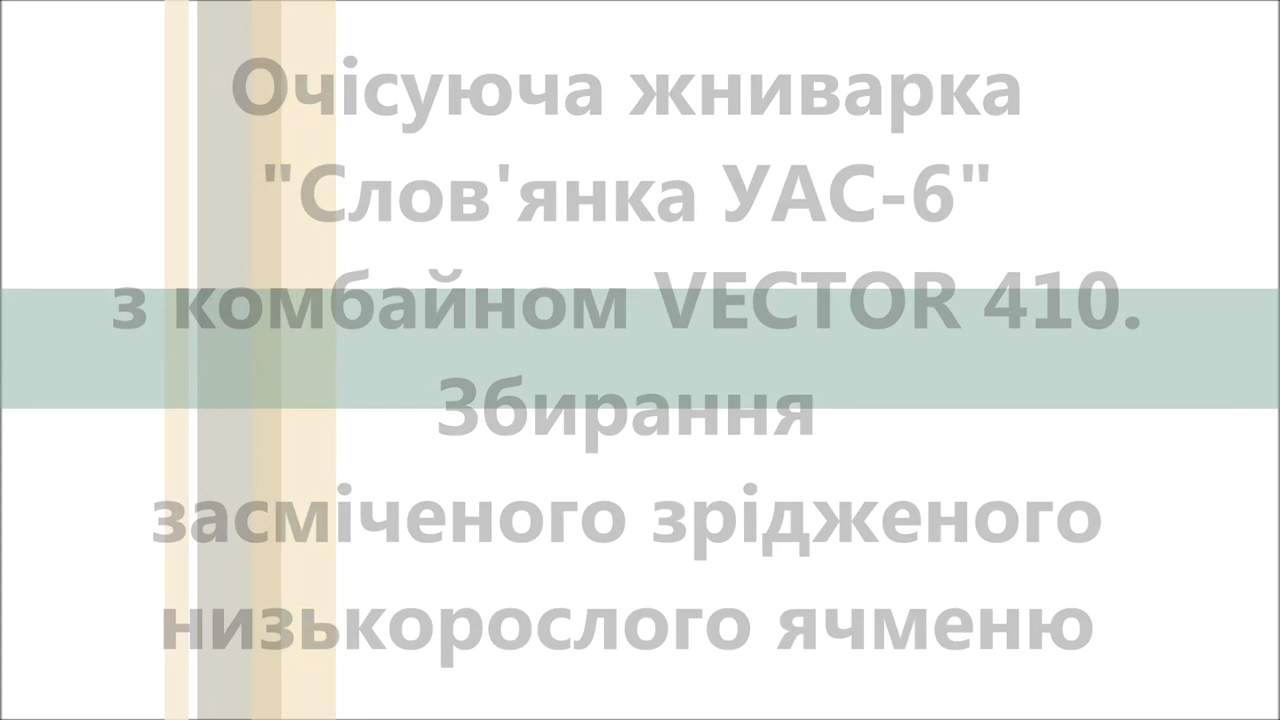 Очісуюча жниварка
"Слов'янка УАС-6"
з комбайном VECTOR 410.
Збирання
засміченого зрідженого
низькорослого ячменю